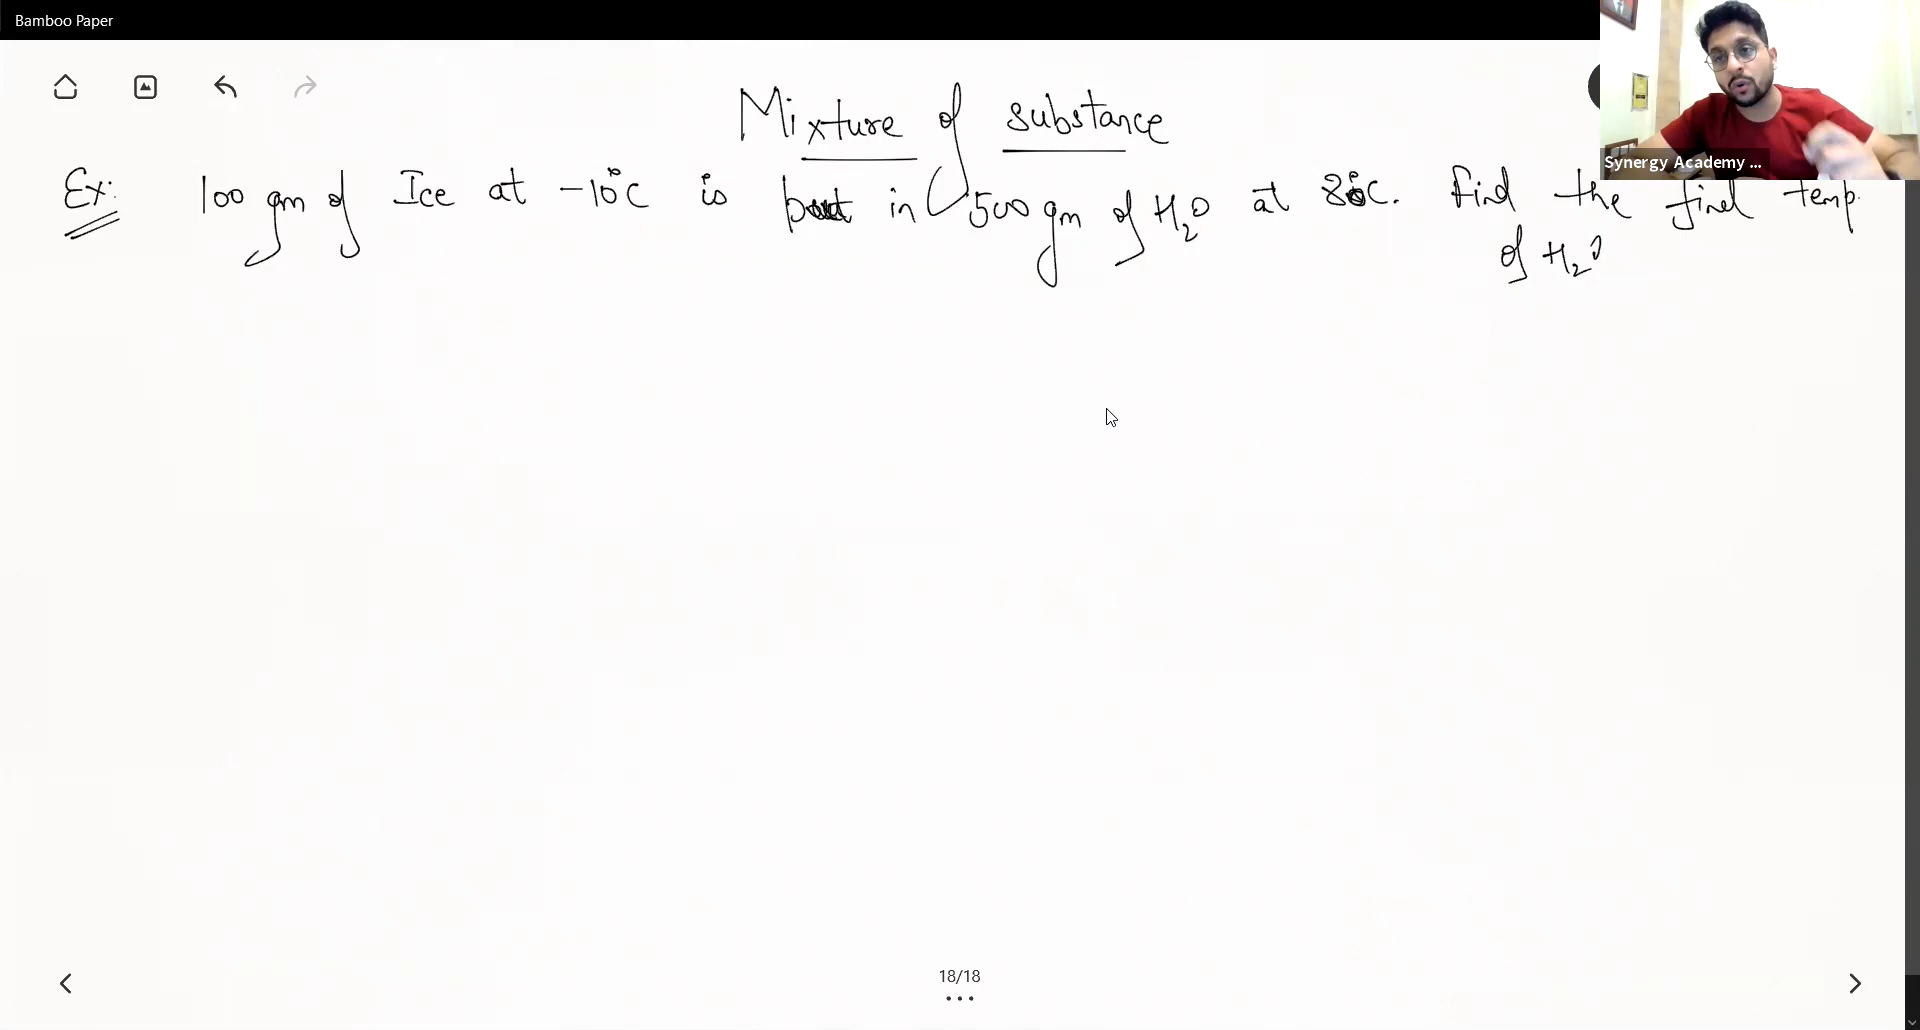 Bamboo Paper
Mixture of substance
Synergy Academy ...
Ex: 100 gm of Ice at -10°C is put in 500 gm of H₂O at 80°C. Find the final temp.
of H₂O
18/18